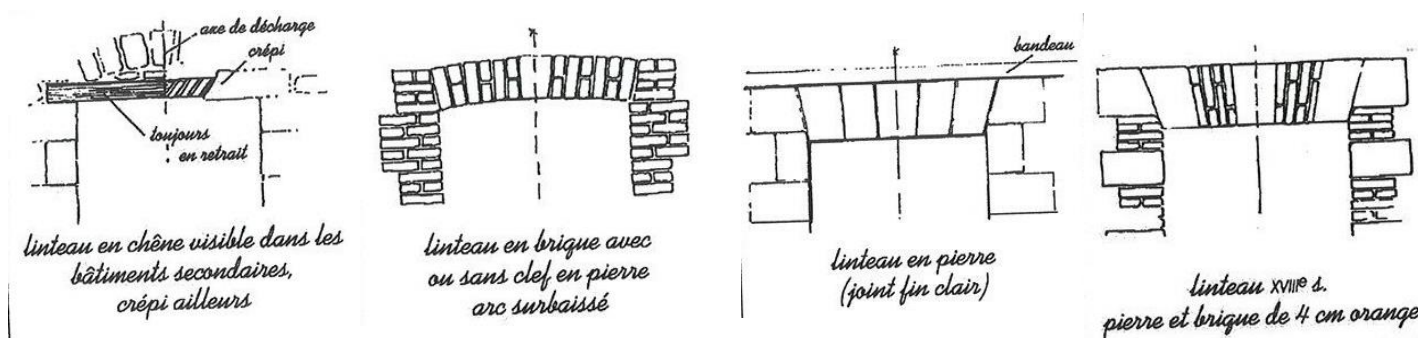 axe de décharge
crépi
toujours
en retrait
linteau en chêne visible dans les
bâtiments secondaires,
crépi ailleurs
linteau en brique avec
ou sans clef en pierre
arc surbaissé
bandeau
linteau en pierre
(joint fin clair)
linteau XVIIIe s.
pierre et brique de 4 cm orange